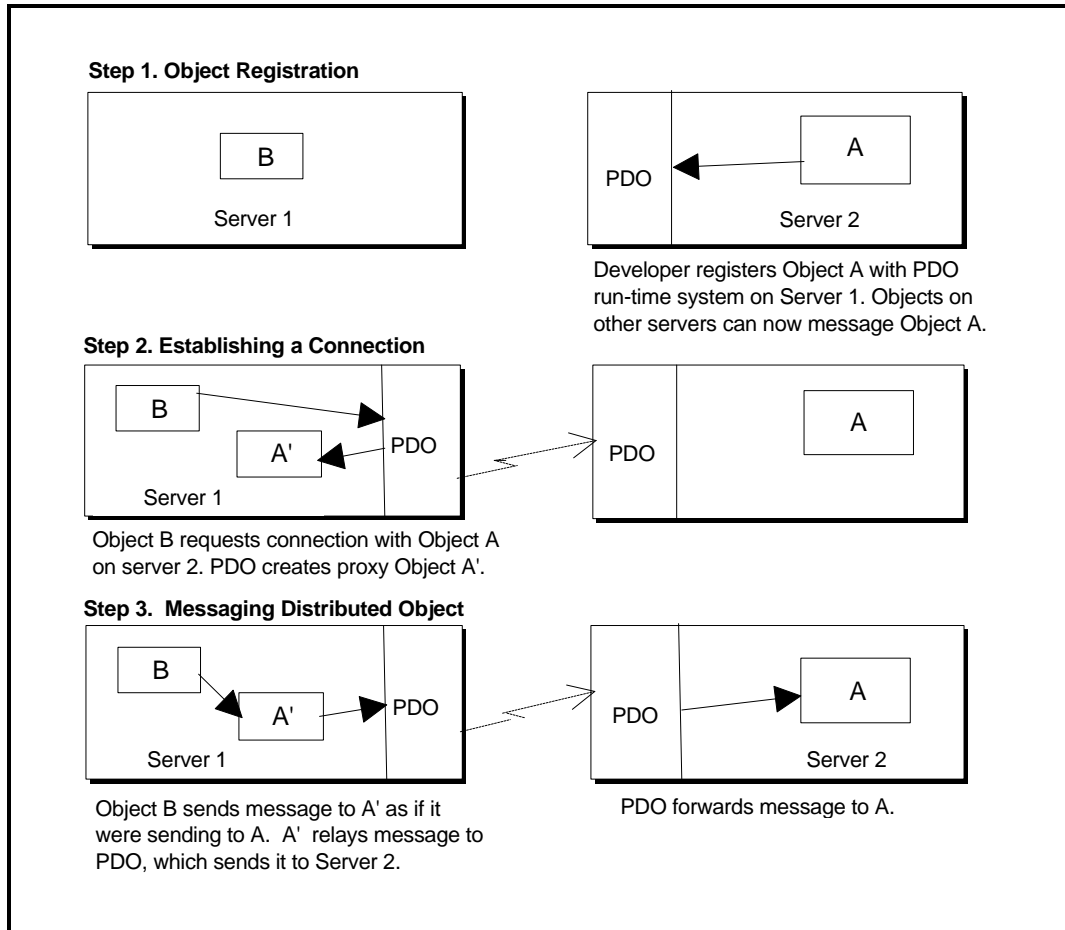 Step 1. Object Registration
B
Server 1
PDO
A
Server 2
Developer registers Object A with PDO
run-time system on Server 1. Objects on
other servers can now message Object A.
Step 2. Establishing a Connection
B
A'
PDO
Server 1
PDO
A
Object B requests connection with Object A
on server 2. PDO creates proxy Object A'.
Step 3. Messaging Distributed Object
B
A'
PDO
Server 1
PDO
A
Server 2
Object B sends message to A' as if it
were sending to A. A' relays message to
PDO, which sends it to Server 2.
PDO forwards message to A.